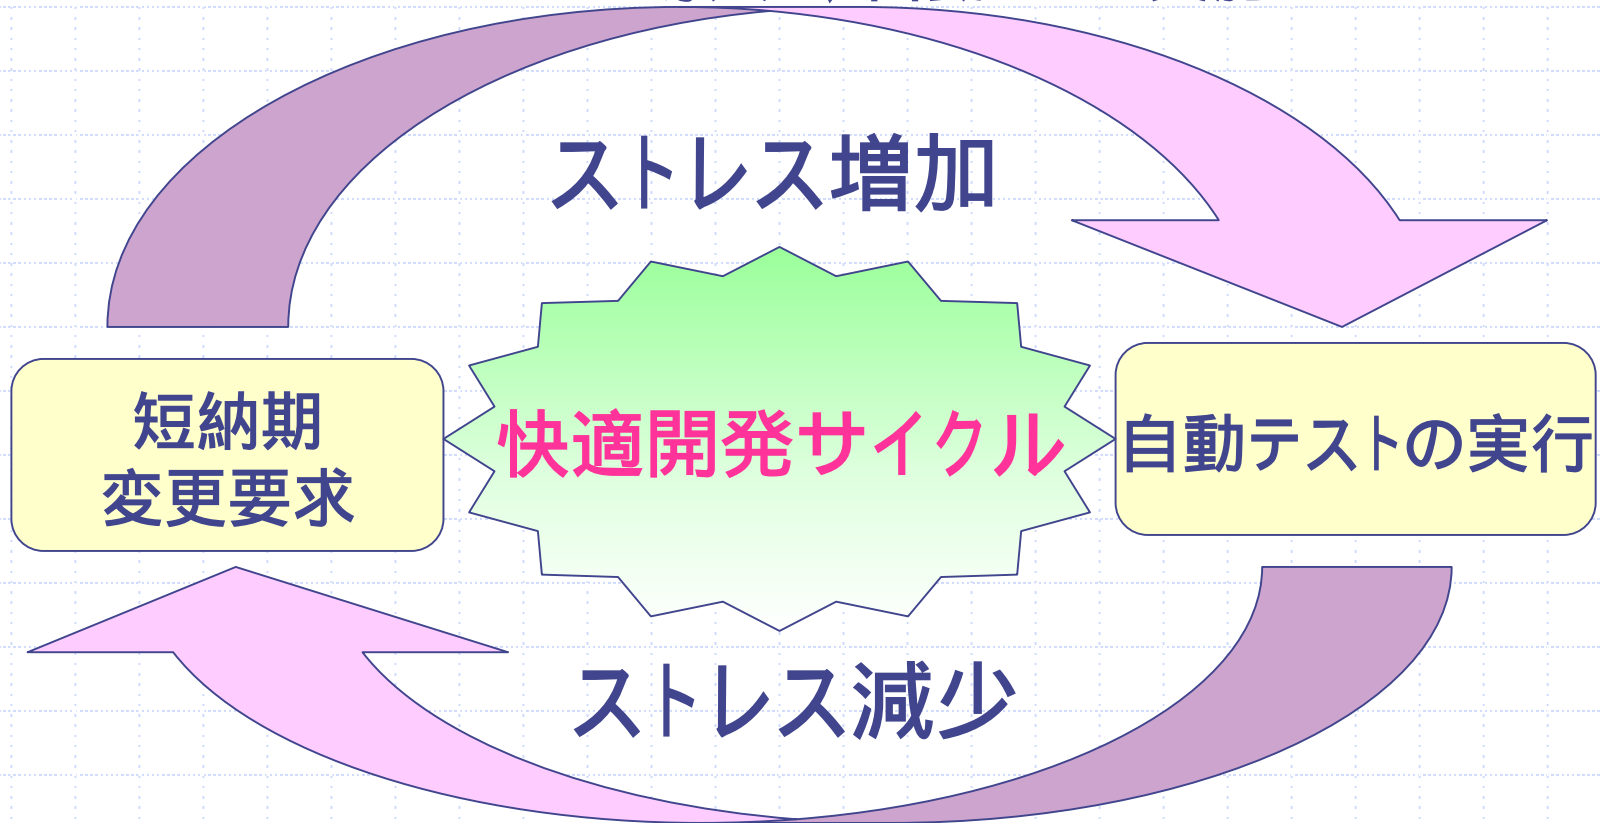 ストレス増加
快適開発サイクル
短納期
変更要求
自動テストの実行
ストレス減少